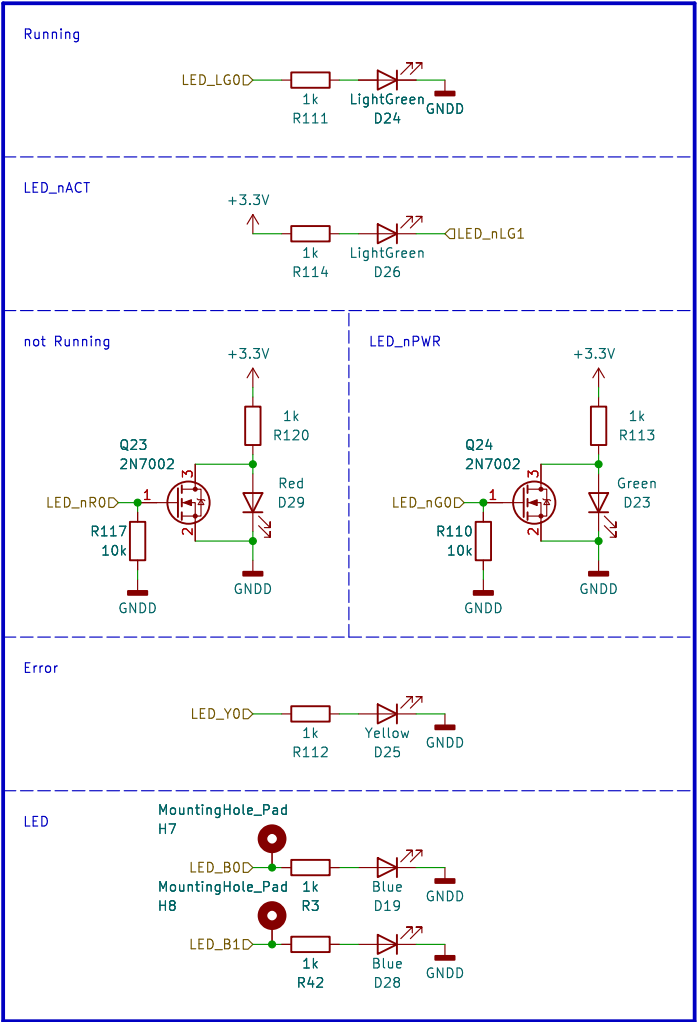 Running
LED_LG0
1k
R111
LightGreen
D24
GNDD
LED_nACT
+3.3V
1k
R114
LightGreen
D26
LED_nLG1
not Running
+3.3V
1k
R120
Q23
2N7002
3
1
2
LED_nR0
R117
10k
GNDD
Red
D29
GNDD
LED_nPWR
+3.3V
1k
R113
Q24
2N7002
3
1
2
LED_nG0
R110
10k
GNDD
Green
D23
GNDD
Error
LED_Y0
1k
R112
Yellow
D25
GNDD
LED
MountingHole_Pad
H7
LED_B0
1k
R3
Blue
D19
GNDD
MountingHole_Pad
H8
LED_B1
1k
R42
Blue
D28
GNDD